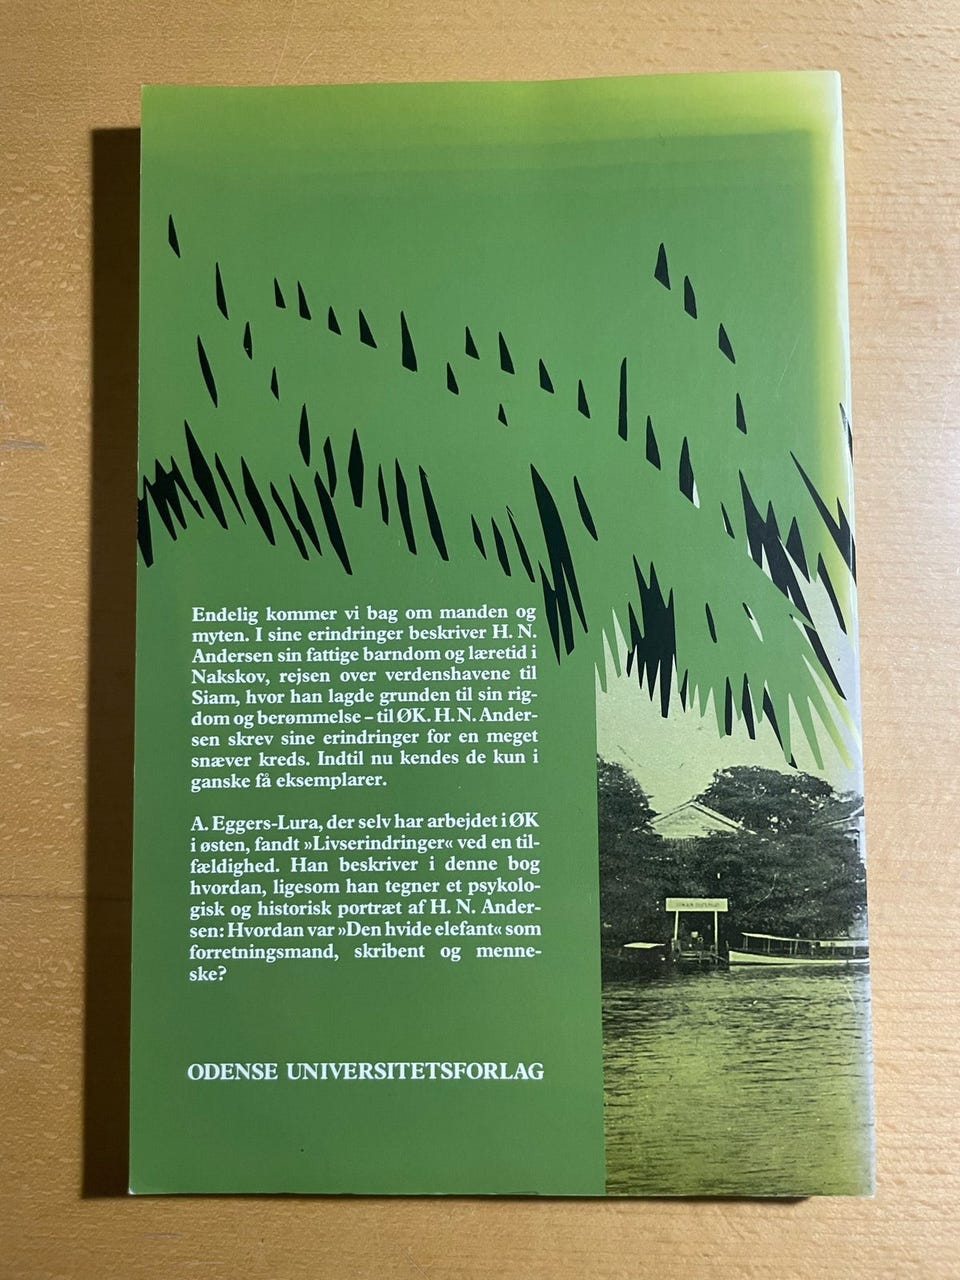 Endelig kommer vi bag om manden og
myten. I sine erindringer beskriver H. N.
Andersen sin fattige barndom og læretid i
Nakskov, rejsen over verdenshavene til
Siam, hvor han lagde grunden til sin rig-
dom og berømmelse – til ØK. H. N. Ander-
sen skrev sine erindringer for en meget
snæver kreds. Indtil nu kendes de kun i
ganske få eksemplarer.
A. Eggers-Lura, der selv har arbejdet i ØK
i østen, fandt »Livserindringer« ved en til-
fældighed. Han beskriver i denne bog
hvordan, ligesom han tegner et psykolo-
gisk og historisk portræt af H. N. Ander-
sen: Hvordan var »Den hvide elefant« som
forretningsmand, skribent og menne-
ske?
ODENSE UNIVERSITETSFORLAG